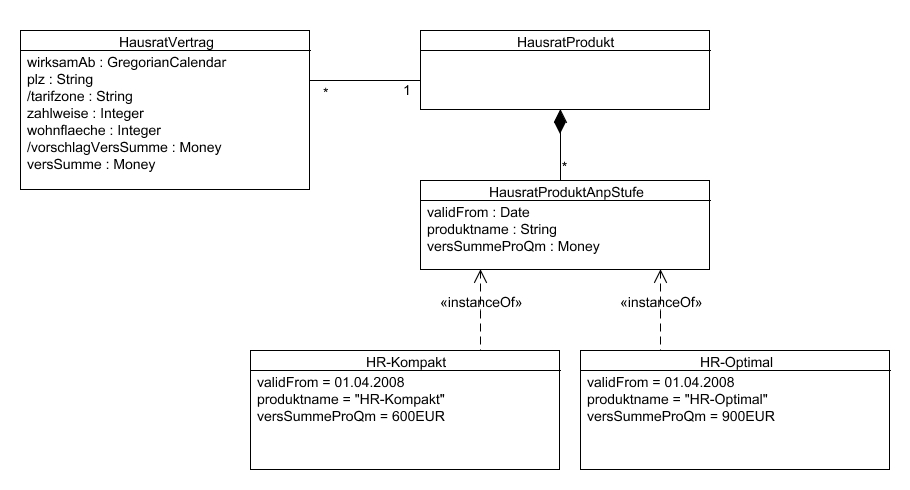 HausratVertrag
wirksamAb : GregorianCalendar
plz : String
/tarifzone : String
zahlweise : Integer
wohnflaeche : Integer
/vorschlagVersSumme : Money
versSumme : Money
*
1
HausratProdukt
*
HausratProduktAnpStufe
validFrom : Date
produktname : String
versSummeProQm : Money
«instanceOf»
«instanceOf»
HR-Kompakt
validFrom = 01.04.2008
produktname = "HR-Kompakt"
versSummeProQm = 600EUR
HR-Optimal
validFrom = 01.04.2008
produktname = "HR-Optimal"
versSummeProQm = 900EUR